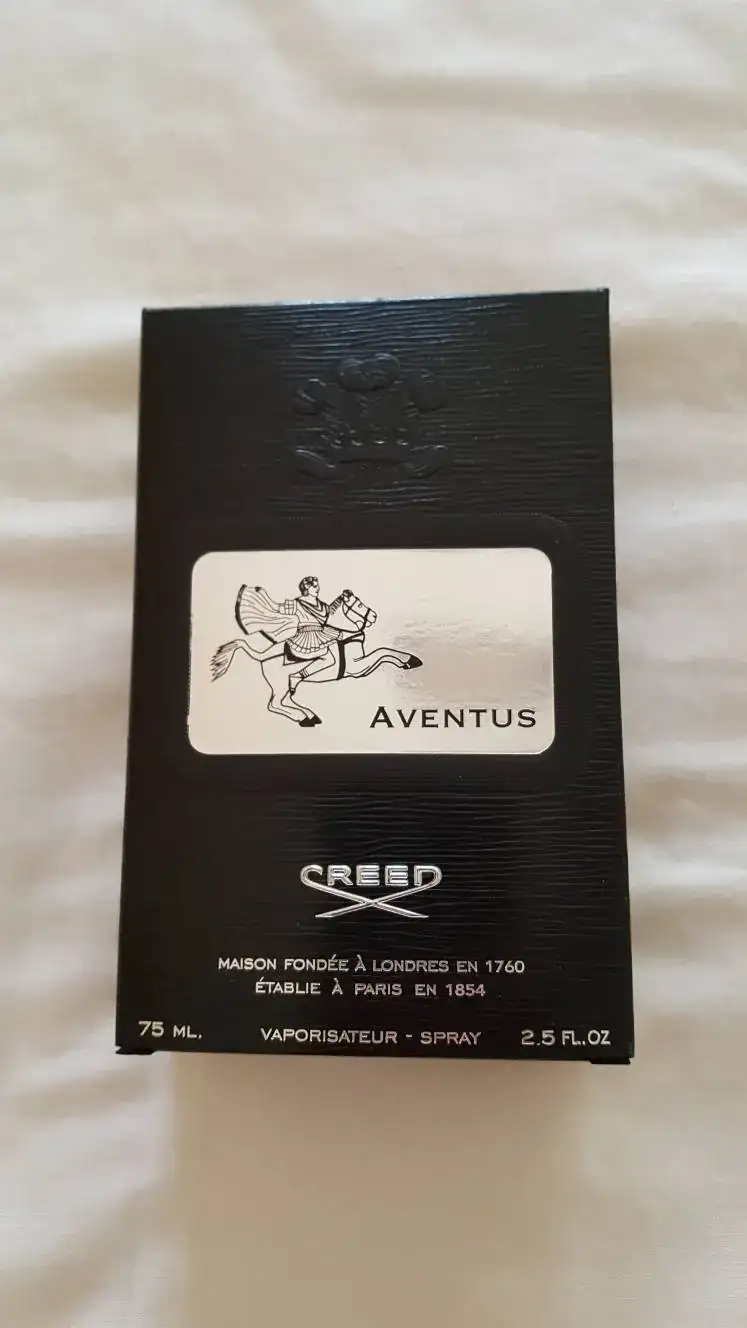 AVENTUS
CREED
MAISON FONDÉE À LONDRES EN 1760
ÉTABLIE À PARIS EN 1854
75 ML. VAPORISATEUR - SPRAY 2.5 FL.OZ